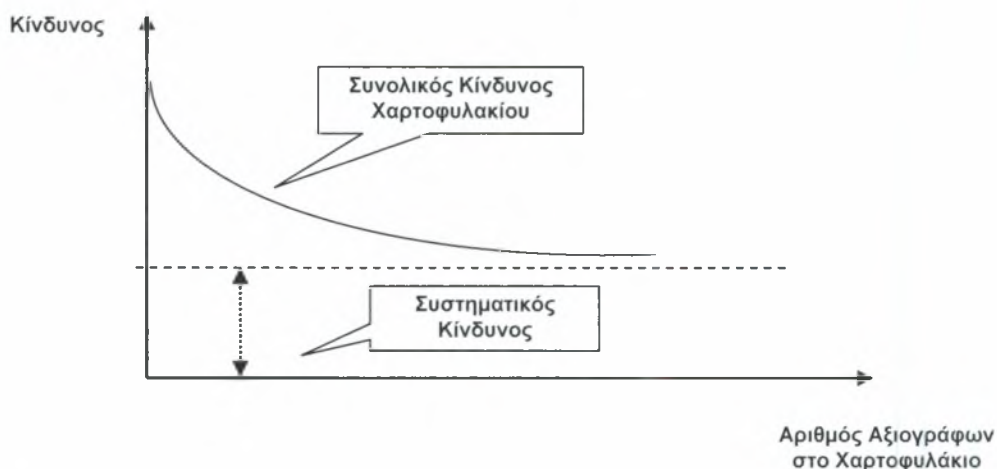 Κίνδυνος
Συνολικός Κίνδυνος
Χαρτοφυλακίου
Συστηματικός
Κίνδυνος
Αριθμός Αξιογράφων
στο Χαρτοφυλάκιο